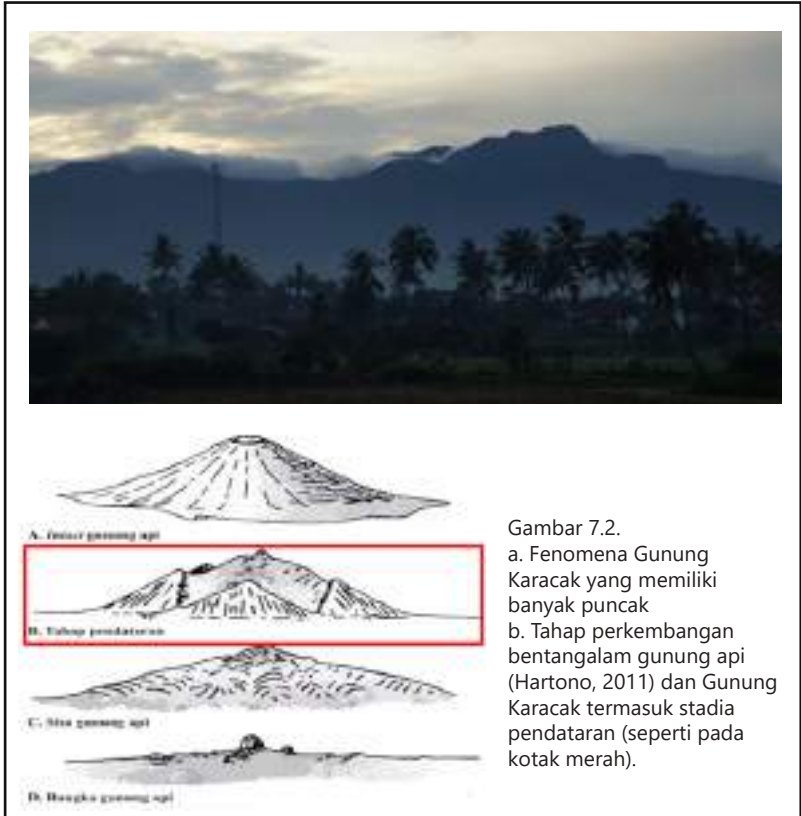 A. Intact gunung api
B. Tahap pendataran
C. Sisa gunung api
D. Rangka gunung api
Gambar 7.2.
a. Fenomena Gunung
Karacak yang memiliki
banyak puncak
b. Tahap perkembangan
bentangalam gunung api
(Hartono, 2011) dan Gunung
Karacak termasuk stadia
pendataran (seperti pada
kotak merah).